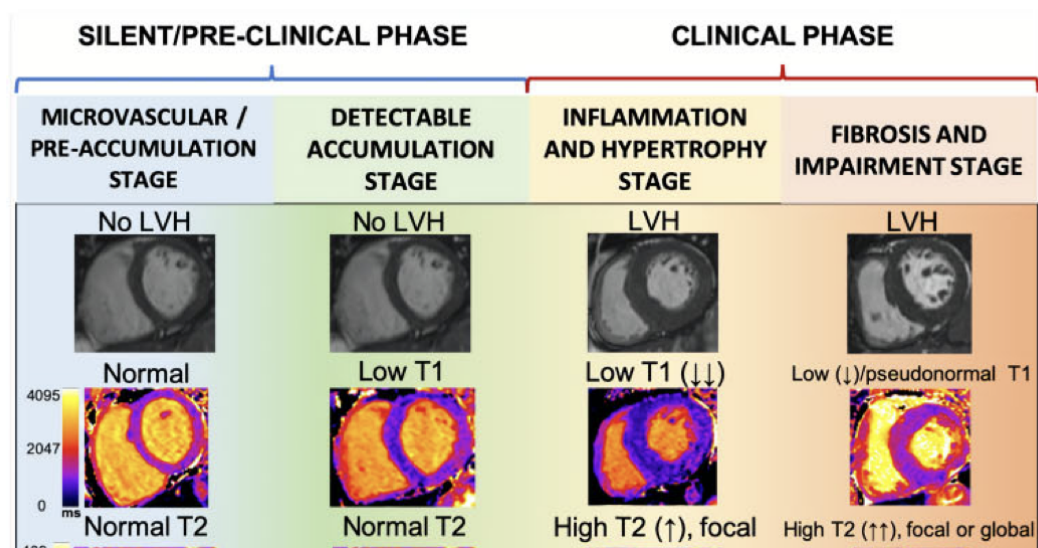 SILENT/PRE-CLINICAL PHASE
CLINICAL PHASE
MICROVASCULAR /
PRE-ACCUMULATION
STAGE
DETECTABLE
ACCUMULATION
STAGE
INFLAMMATION
AND HYPERTROPHY
STAGE
FIBROSIS AND
IMPAIRMENT STAGE
No LVH
No LVH
LVH
LVH
Normal
Low T1
Low T1 (↓↓)
Low (↓)/pseudonormal T1
4095
2047
0
ms
Normal T2
Normal T2
High T2 (↑), focal
High T2 (↑↑), focal or global